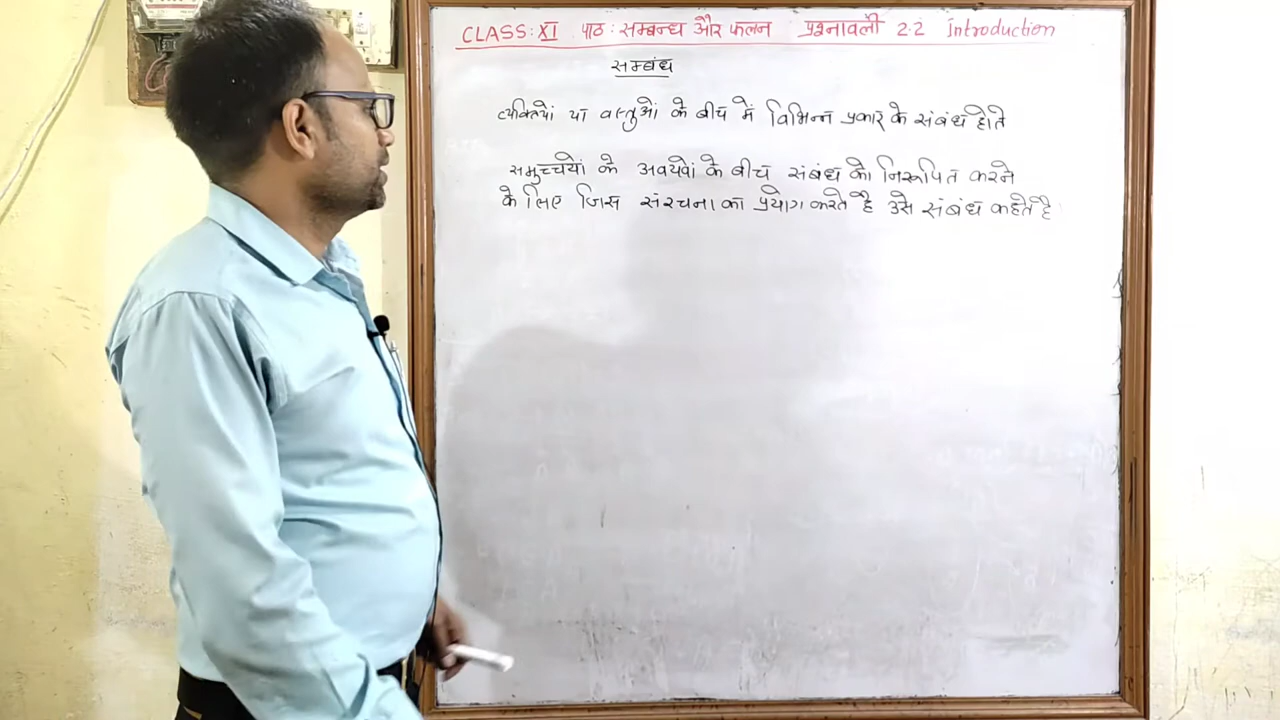 CLASS: XI पाठ: सम्बन्ध और फलन प्रश्नावली 2.2 Introduction
सम्बंध
व्यक्तियों या वस्तुओं के बीच में विभिन्न प्रकार के संबंध होते
समुच्चयों के अवयवों के बीच संबंध को निरूपित करने
के लिए जिस संरचना का प्रयोग करते है उसे संबंध कहते है